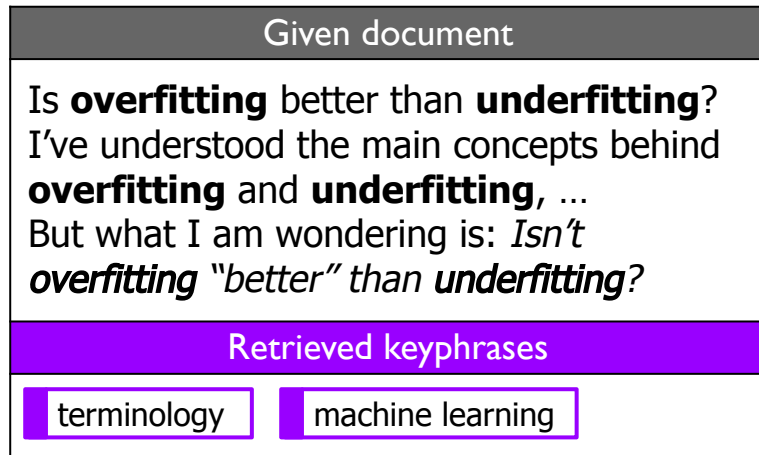 Given document
Is overfitting better than underfitting?
I’ve understood the main concepts behind
overfitting and underfitting, …
But what I am wondering is: Isn’t
overfitting “better” than underfitting?
Retrieved keyphrases
terminology machine learning